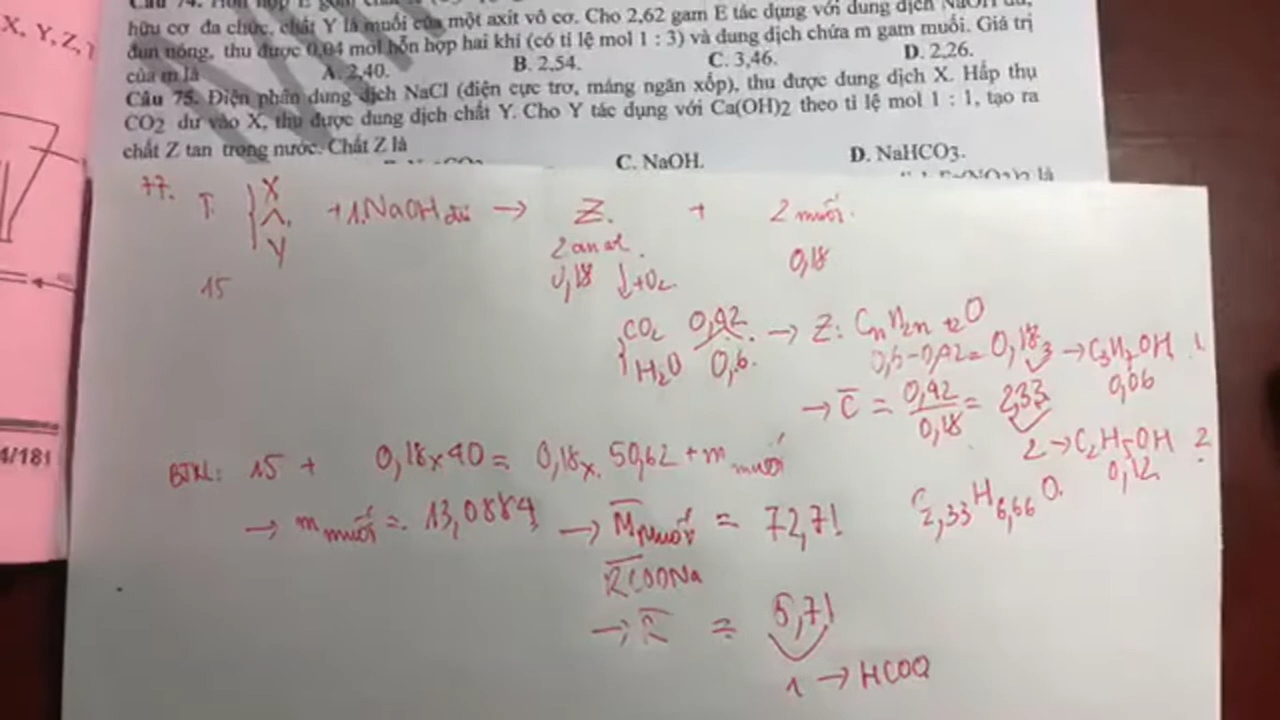 X, Y, Z,
hữu cơ đa chức, chất Y là muối của một axit vô cơ. Cho 2,62 gam E tác dụng với dung dịch NaOH dư,
đun nóng, thu được 0,04 mol hỗn hợp hai khí (có tỉ lệ mol 1 : 3) và dung dịch chứa m gam muối. Giá trị
của m là A. 2,40. B. 2,54. C. 3,46. D. 2,26.
Câu 75. Điện phân dung dịch NaCl (điện cực trơ, màng ngăn xốp), thu được dung dịch X. Hấp thụ
CO2 dư vào X, thu được dung dịch chất Y. Cho Y tác dụng với Ca(OH)2 theo tỉ lệ mol 1 : 1, tạo ra
chất Z tan trong nước. Chất Z là
C. NaOH. D. NaHCO3.
77. T X
+ 1.NaOH đủ → Z. + 2 muối.
Y
2 ancol. 0,18
15 0,18 ↓+O2.
CO2 0,42 → Z: CnH2n+2O
H2O 0,6. 0,6-0,42=0,18 3 → C3H7OH 1
0,06
→ C̅ = 0,42/0,18 = 2,33
2 → C2H5OH 2
0,12
BTKL: 15 + 0,18x40 = 0,18x 50,62 + m muối
→ m muối = 13,0884 → M̅ muối = 72,71 C2,33H6,66O.
R̅COONa
→ R̅ = 5,71
1 → HCOO
4/181